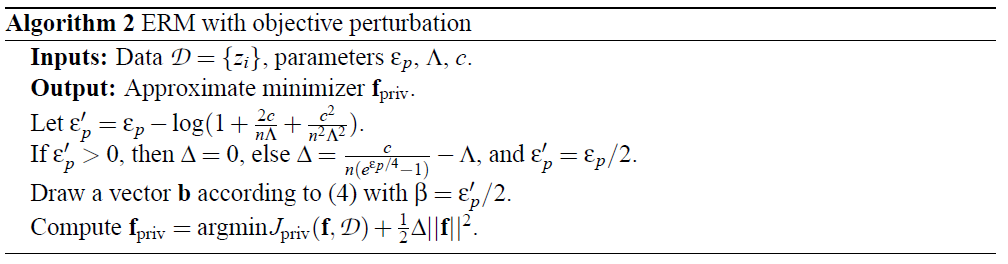 Algorithm 2 ERM with objective perturbation
Inputs: Data 𝒟 = {z_i}, parameters ε_p, Λ, c.
Output: Approximate minimizer f_priv.
Let ε′_p = ε_p − log(1 + 2c/(nΛ) + c²/(n²Λ²)).
If ε′_p > 0, then Δ = 0, else Δ = c/(n(e^{ε_p/4}−1)) − Λ, and ε′_p = ε_p/2.
Draw a vector b according to (4) with β = ε′_p/2.
Compute f_priv = argmin J_priv(f, 𝒟) + ½Δ||f||².